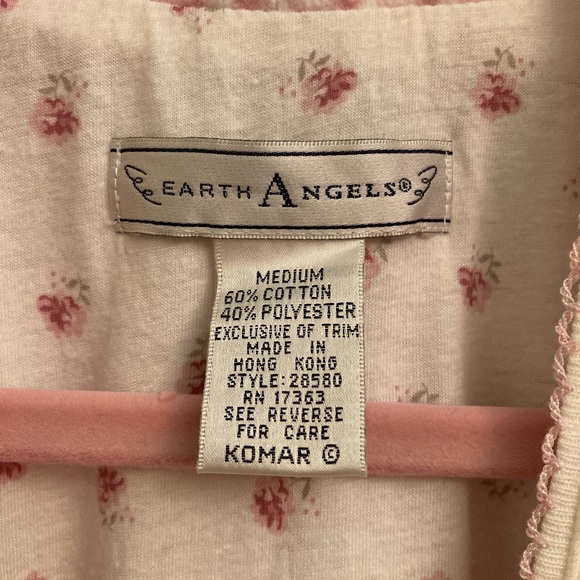 EARTH ANGELS®
MEDIUM
60% COTTON
40% POLYESTER
EXCLUSIVE OF TRIM
MADE IN
HONG KONG
STYLE:28580
RN 17363
SEE REVERSE
FOR CARE
KOMAR ©